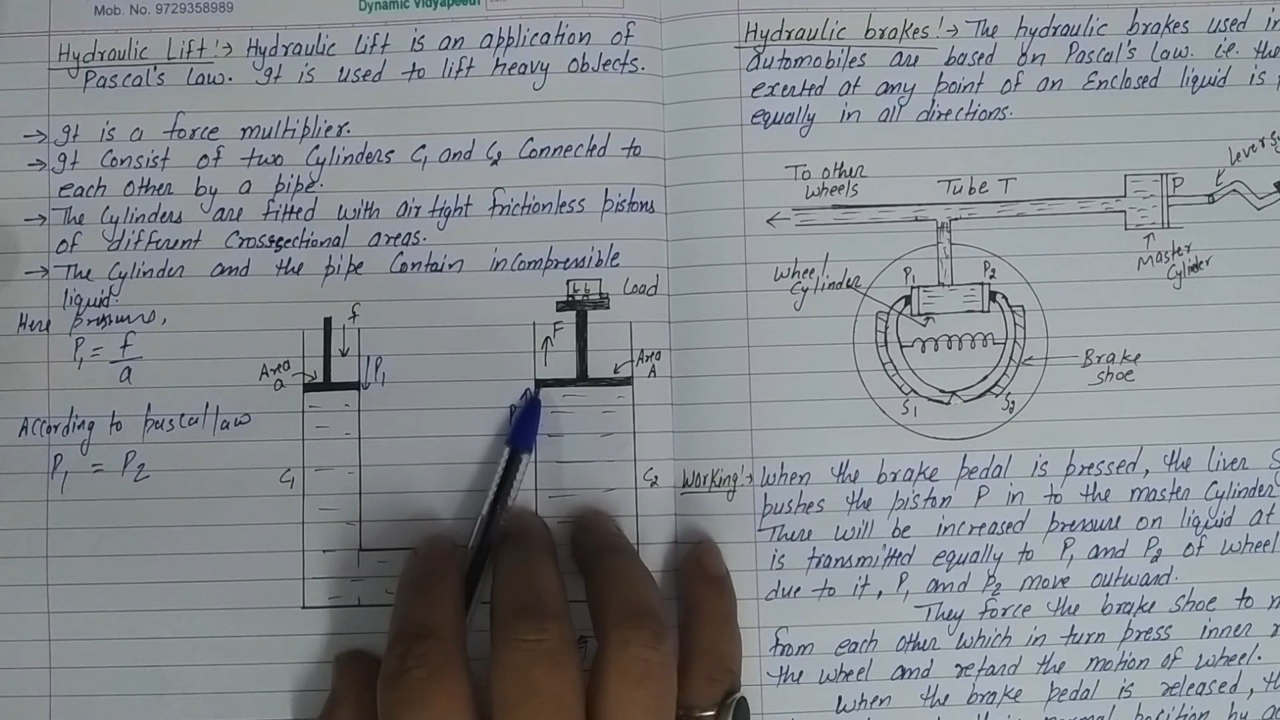 Mob. No. 9729358989
Dynamic Vidyapeeth
Hydraulic Lift :→ Hydraulic lift is an application of
Pascal's law. It is used to lift heavy objects.
→ It is a force multiplier.
→ It Consist of two Cylinders C1 and C2 Connected to
each other by a pipe.
→ The Cylinders are fitted with air tight frictionless pistons
of different Crosssectional areas.
→ The Cylinder and the pipe Contain incompressible
liquid.
Here pressure,
P1 = f/a
According to pascal law
P1 = P2
f
P1
Area a
C1
Load
F
Area A
C2
Hydraulic brakes !→ The hydraulic brakes used in
automobiles are based on Pascal's Law. i.e. the
exerted at any point of an Enclosed liquid is
equally in all directions.
To other wheels
Tube T
P
Levers
Master Cylinder
Wheel Cylinder
P1
P2
Brake shoe
S1
S2
Working !→ When the brake pedal is pressed, the liver
pushes the piston P in to the master Cylinder
There will be increased pressure on liquid at
is transmitted equally to P1 and P2 of wheel
due to it, P1 and P2 move outward.
They force the brake shoe to
from each other which in turn press inner
the wheel and retard the motion of wheel.
When the brake pedal is released,
normal position by